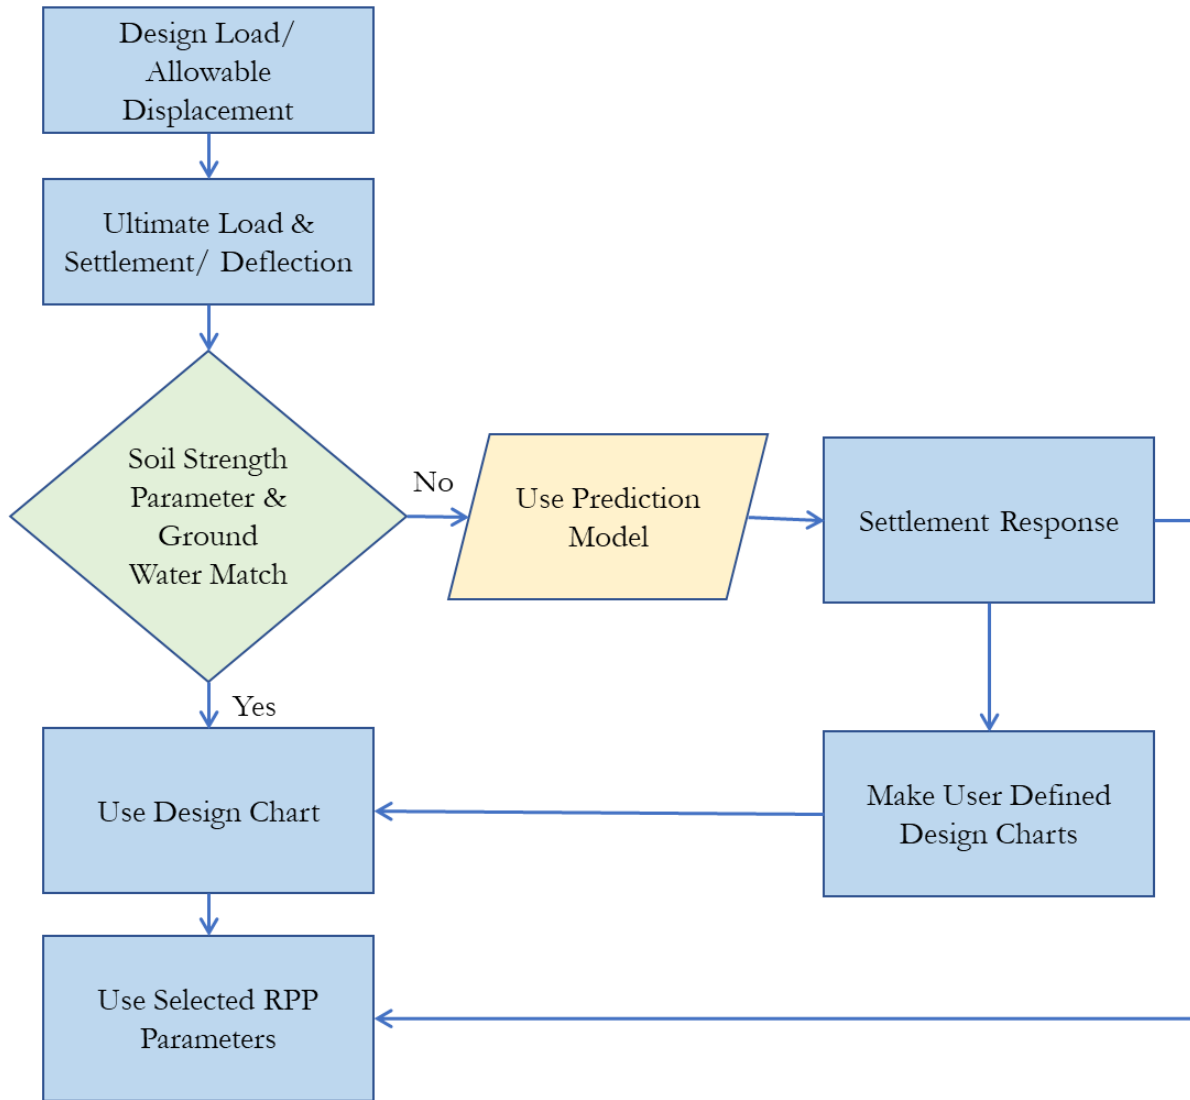 Design Load/
Allowable
Displacement
Ultimate Load &
Settlement/ Deflection
Soil Strength
Parameter &
Ground
Water Match
No
Use Prediction
Model
Settlement Response
Yes
Use Design Chart
Make User Defined
Design Charts
Use Selected RPP
Parameters